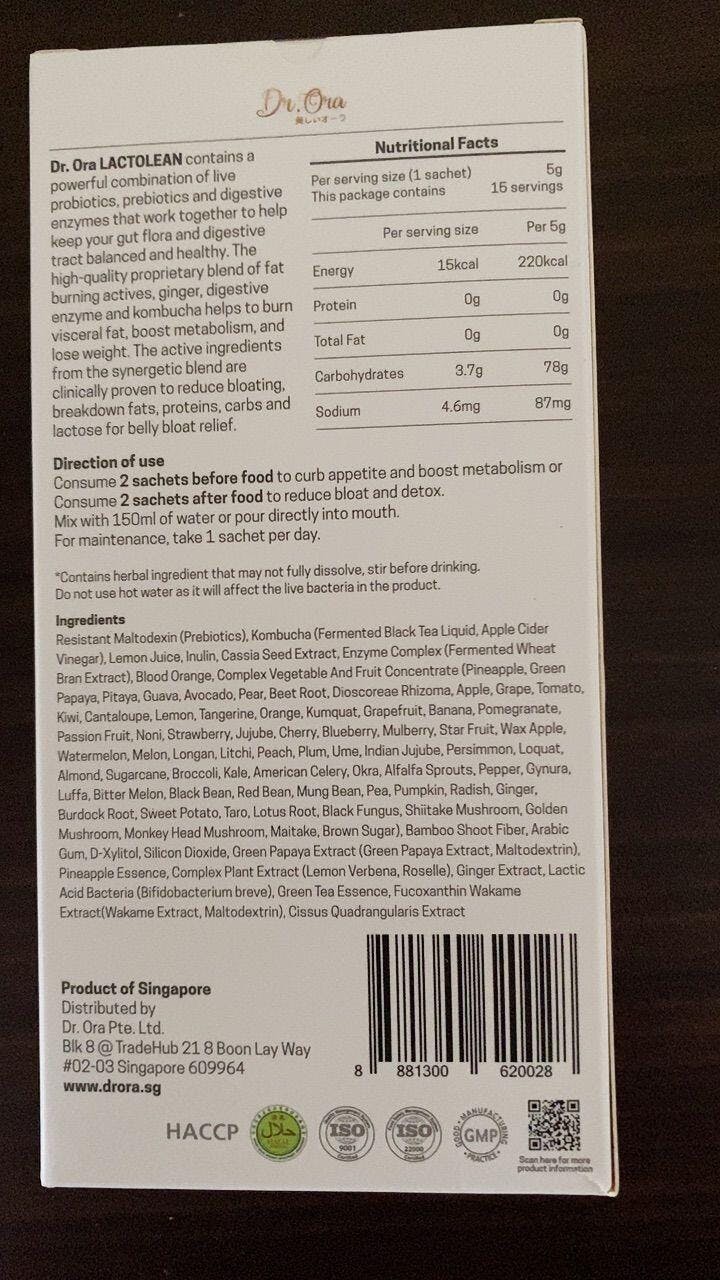 Dr.Ora
美しいオーラ
Dr. Ora LACTOLEAN contains a
powerful combination of live
probiotics, prebiotics and digestive
enzymes that work together to help
keep your gut flora and digestive
tract balanced and healthy. The
high-quality proprietary blend of fat
burning actives, ginger, digestive
enzyme and kombucha helps to burn
visceral fat, boost metabolism, and
lose weight. The active ingredients
from the synergetic blend are
clinically proven to reduce bloating,
breakdown fats, proteins, carbs and
lactose for belly bloat relief.
Nutritional Facts
Per serving size (1 sachet) 5g
This package contains 15 servings
Per serving size Per 5g
Energy 15kcal 220kcal
Protein 0g 0g
Total Fat 0g 0g
Carbohydrates 3.7g 78g
Sodium 4.6mg 87mg
Direction of use
Consume 2 sachets before food to curb appetite and boost metabolism or
Consume 2 sachets after food to reduce bloat and detox.
Mix with 150ml of water or pour directly into mouth.
For maintenance, take 1 sachet per day.
*Contains herbal ingredient that may not fully dissolve, stir before drinking.
Do not use hot water as it will affect the live bacteria in the product.
Ingredients
Resistant Maltodexin (Prebiotics), Kombucha (Fermented Black Tea Liquid, Apple Cider
Vinegar), Lemon Juice, Inulin, Cassia Seed Extract, Enzyme Complex (Fermented Wheat
Bran Extract), Blood Orange, Complex Vegetable And Fruit Concentrate (Pineapple, Green
Papaya, Pitaya, Guava, Avocado, Pear, Beet Root, Dioscoreae Rhizoma, Apple, Grape, Tomato,
Kiwi, Cantaloupe, Lemon, Tangerine, Orange, Kumquat, Grapefruit, Banana, Pomegranate,
Passion Fruit, Noni, Strawberry, Jujube, Cherry, Blueberry, Mulberry, Star Fruit, Wax Apple,
Watermelon, Melon, Longan, Litchi, Peach, Plum, Ume, Indian Jujube, Persimmon, Loquat,
Almond, Sugarcane, Broccoli, Kale, American Celery, Okra, Alfalfa Sprouts, Pepper, Gynura,
Luffa, Bitter Melon, Black Bean, Red Bean, Mung Bean, Pea, Pumpkin, Radish, Ginger,
Burdock Root, Sweet Potato, Taro, Lotus Root, Black Fungus, Shiitake Mushroom, Golden
Mushroom, Monkey Head Mushroom, Maitake, Brown Sugar), Bamboo Shoot Fiber, Arabic
Gum, D-Xylitol, Silicon Dioxide, Green Papaya Extract (Green Papaya Extract, Maltodextrin),
Pineapple Essence, Complex Plant Extract (Lemon Verbena, Roselle), Ginger Extract, Lactic
Acid Bacteria (Bifidobacterium breve), Green Tea Essence, Fucoxanthin Wakame
Extract(Wakame Extract, Maltodextrin), Cissus Quadrangularis Extract
Product of Singapore
Distributed by
Dr. Ora Pte. Ltd.
Blk 8 @ TradeHub 21 8 Boon Lay Way
#02-03 Singapore 609964
www.drora.sg
8 881300 620028
HACCP
حلال
ISO
9001
Certified
ISO
22000
Certified
GOOD MANUFACTURING
GMP
PRACTICE
Scan here for more
product information